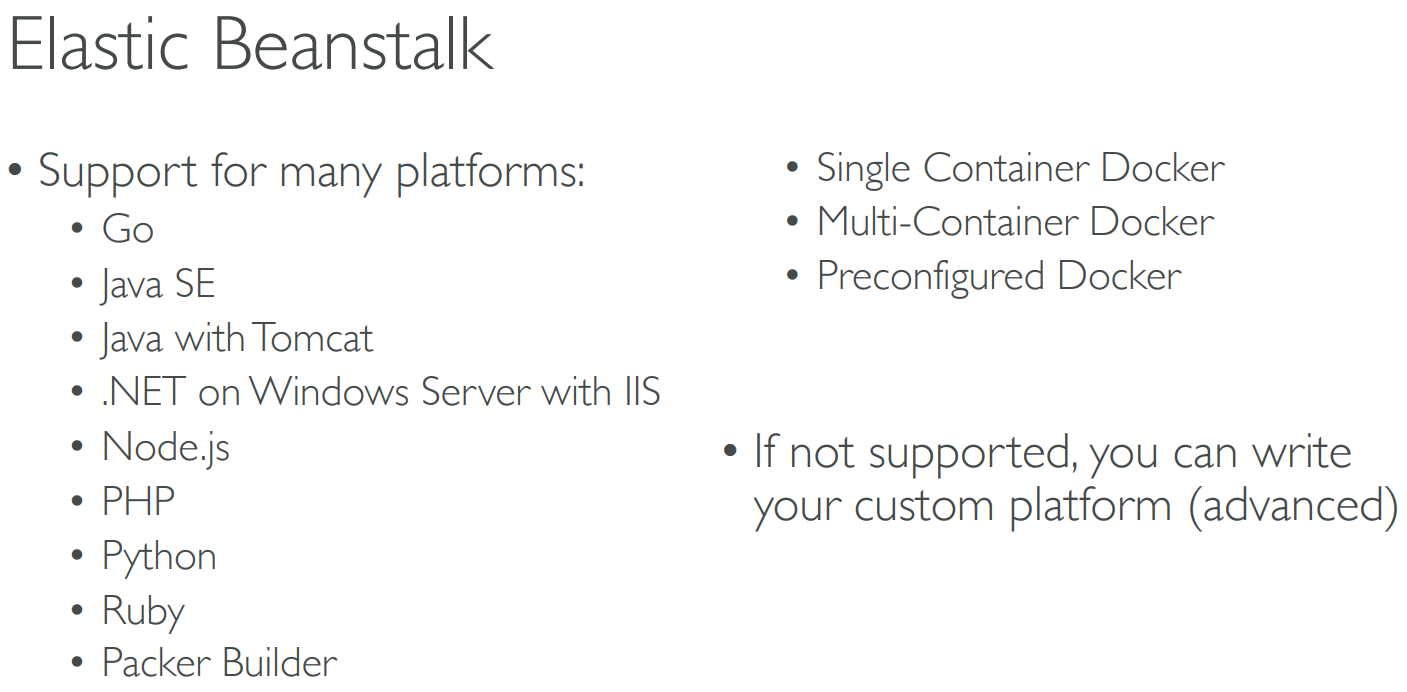 Elastic Beanstalk
• Support for many platforms:
• Go
• Java SE
• Java with Tomcat
• .NET on Windows Server with IIS
• Node.js
• PHP
• Python
• Ruby
• Packer Builder
• Single Container Docker
• Multi-Container Docker
• Preconfigured Docker
• If not supported, you can write
your custom platform (advanced)